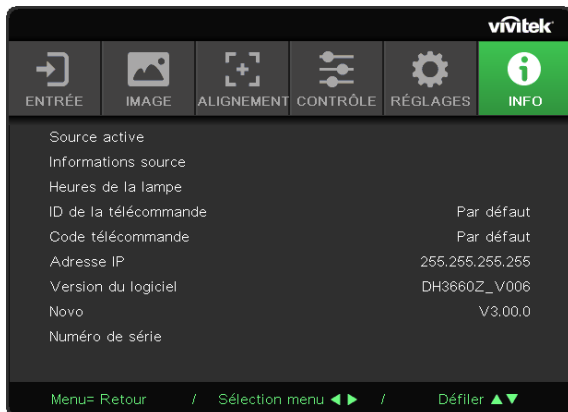 vivitek
ENTRÉE IMAGE ALIGNEMENT CONTRÔLE RÉGLAGES INFO
Source active
Informations source
Heures de la lampe
ID de la télécommande Par défaut
Code télécommande Par défaut
Adresse IP 255.255.255.255
Version du logiciel DH3660Z_V006
Novo V3.00.0
Numéro de série
Menu= Retour / Sélection menu ◀ ▶ / Défiler ▲▼